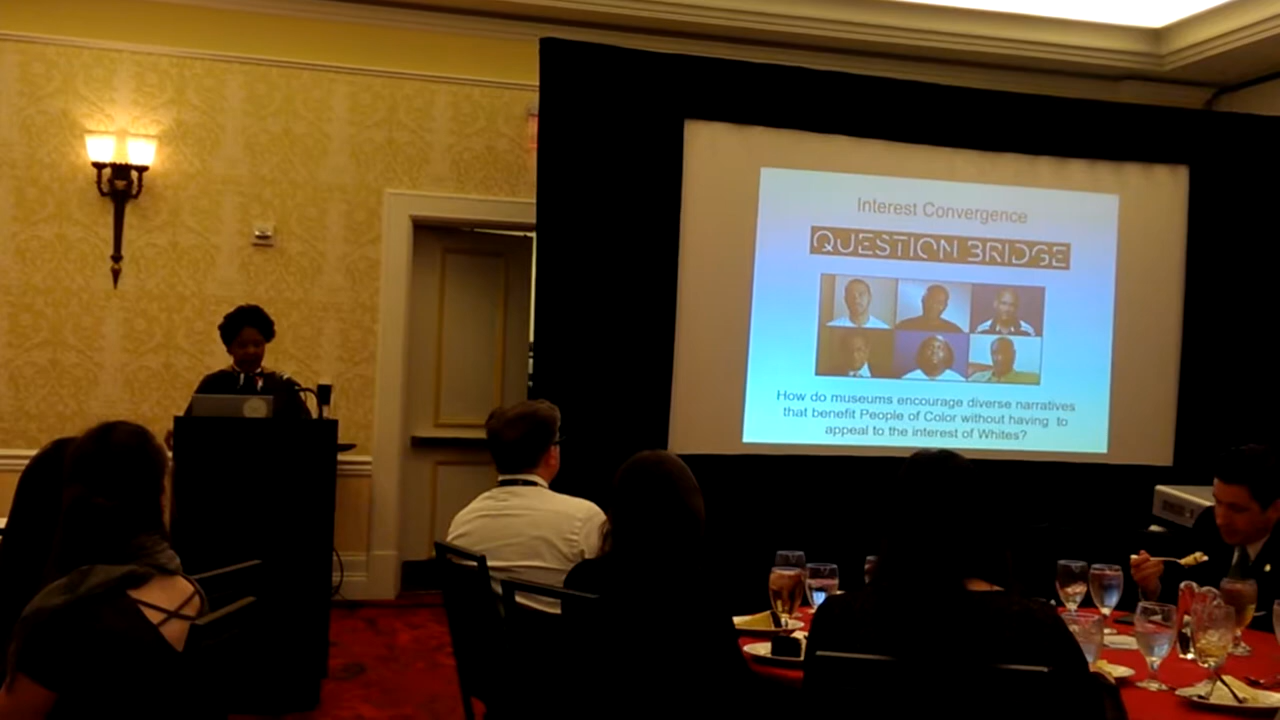 Interest Convergence
QUESTION BRIDGE
How do museums encourage diverse narratives
that benefit People of Color without having to
appeal to the interest of Whites?